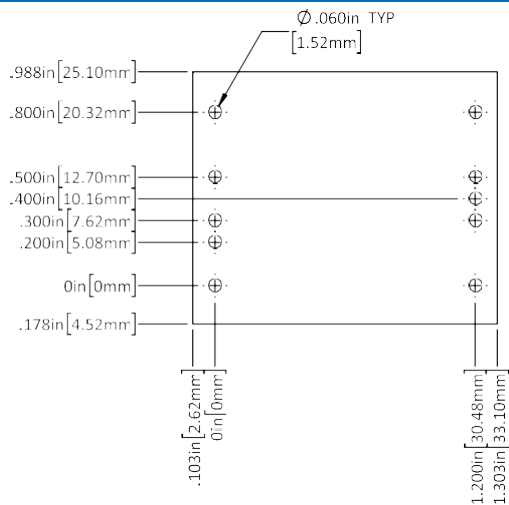 Ø .060in TYP
[1.52mm]
.988in[25.10mm]
.800in[20.32mm]
.500in[12.70mm]
.400in[10.16mm]
.300in[7.62mm]
.200in[5.08mm]
0in[0mm]
.178in[4.52mm]
.103in[2.62mm]
0in[0mm]
1.200in[30.48mm]
1.303in[33.10mm]